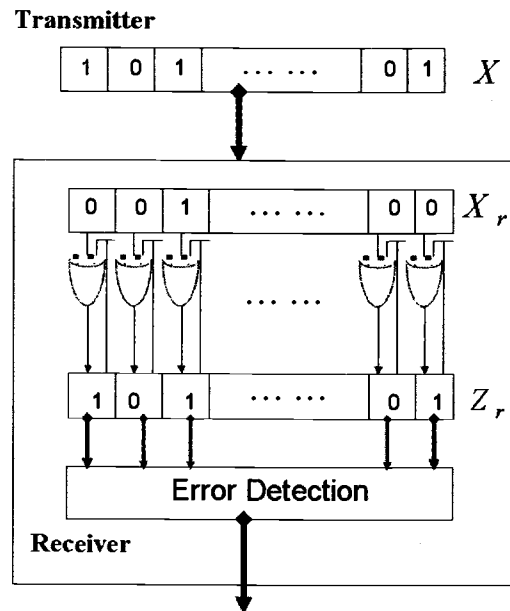 Transmitter
1 0 1 ... ... 0 1 X
0 0 1 ... ... 0 0 X r
... ...
1 0 1 ... ... 0 1 Z r
Error Detection
Receiver